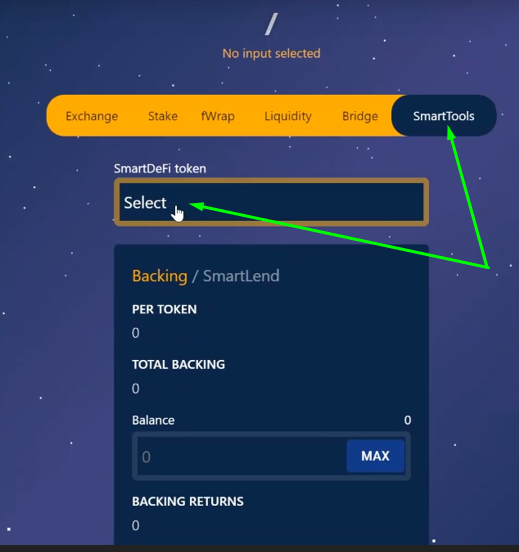 /
No input selected
Exchange Stake fWrap Liquidity Bridge SmartTools
SmartDeFi token
Select
Backing / SmartLend
PER TOKEN
0
TOTAL BACKING
0
Balance 0
0 MAX
BACKING RETURNS
0